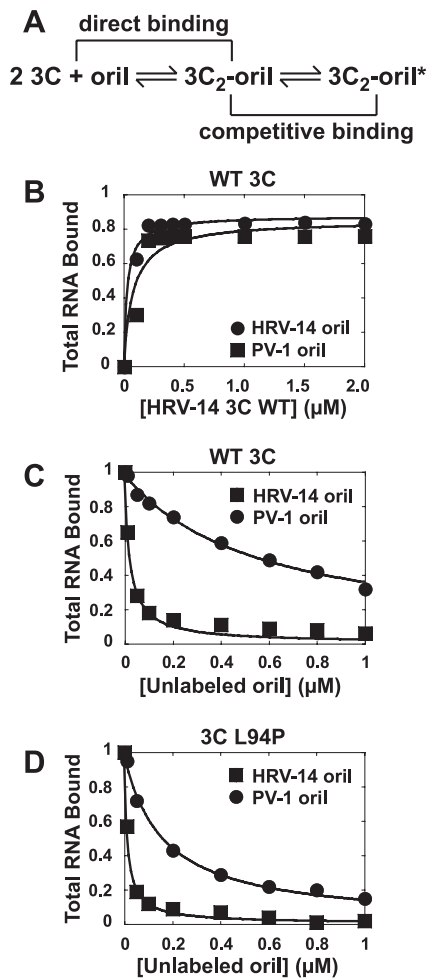 A
direct binding
2 3C + oriI ⇌ 3C₂-oriI ⇌ 3C₂-oriI*
competitive binding
B
WT 3C
Total RNA Bound
1
0.8
0.6
0.4
0.2
0
HRV-14 oriI
PV-1 oriI
0 0.5 1.0 1.5 2.0
[HRV-14 3C WT] (µM)
C
WT 3C
Total RNA Bound
1
0.8
0.6
0.4
0.2
0
HRV-14 oriI
PV-1 oriI
0 0.2 0.4 0.6 0.8 1
[Unlabeled oriI] (µM)
D
3C L94P
Total RNA Bound
1
0.8
0.6
0.4
0.2
0
HRV-14 oriI
PV-1 oriI
0 0.2 0.4 0.6 0.8 1
[Unlabeled oriI] (µM)